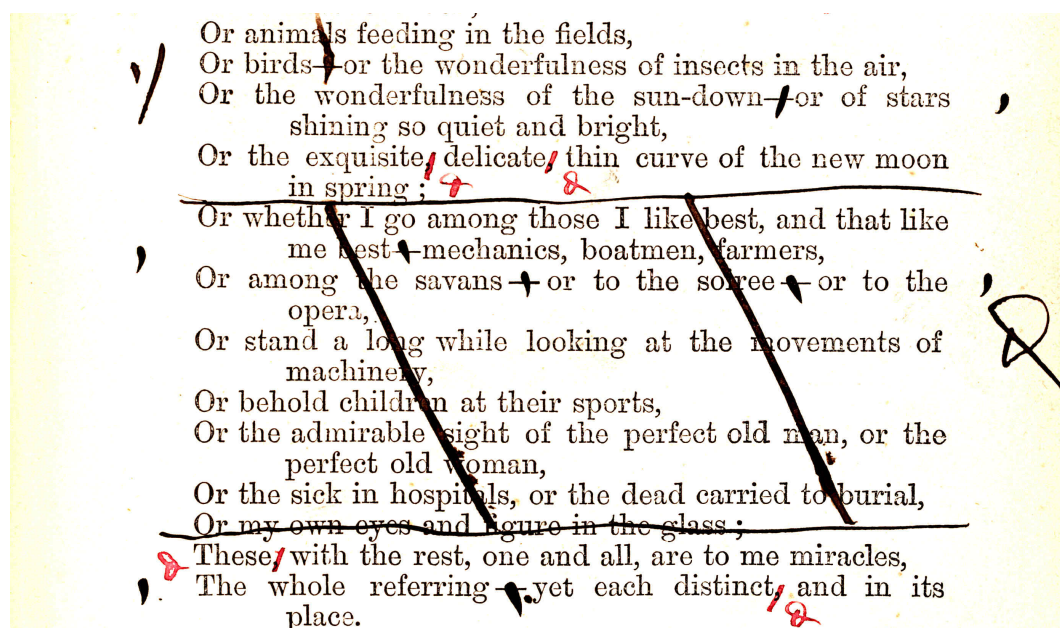 Or animals feeding in the fields,
Or birds—or the wonderfulness of insects in the air,
Or the wonderfulness of the sun-down—or of stars
shining so quiet and bright,
Or the exquisite, delicate, thin curve of the new moon
in spring ;
Or whether I go among those I like best, and that like
me best—mechanics, boatmen, farmers,
Or among the savans—or to the soiree—or to the
opera,
Or stand a long while looking at the movements of
machinery,
Or behold children at their sports,
Or the admirable sight of the perfect old man, or the
perfect old woman,
Or the sick in hospitals, or the dead carried to burial,
Or my own eyes and figure in the glass ;
These, with the rest, one and all, are to me miracles,
The whole referring—yet each distinct, and in its
place.